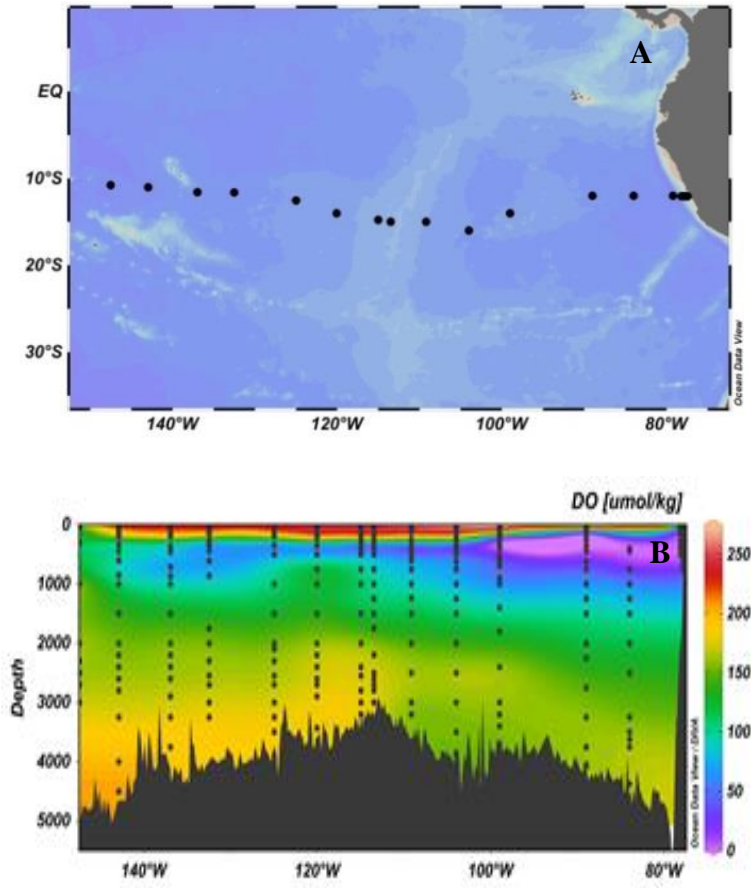 A
EQ
10°S
20°S
30°S
Ocean Data View
140°W 120°W 100°W 80°W
DO [umol/kg]
B
0
1000
2000
3000
4000
5000
Depth
250
200
150
100
50
0
Ocean Data View / DIVA
140°W 120°W 100°W 80°W